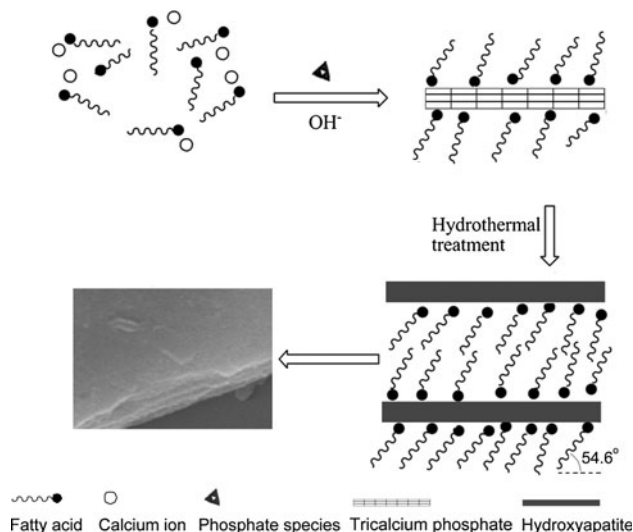 OH-
Hydrothermal
treatment
54.6°
Fatty acid
Calcium ion
Phosphate species
Tricalcium phosphate
Hydroxyapatite